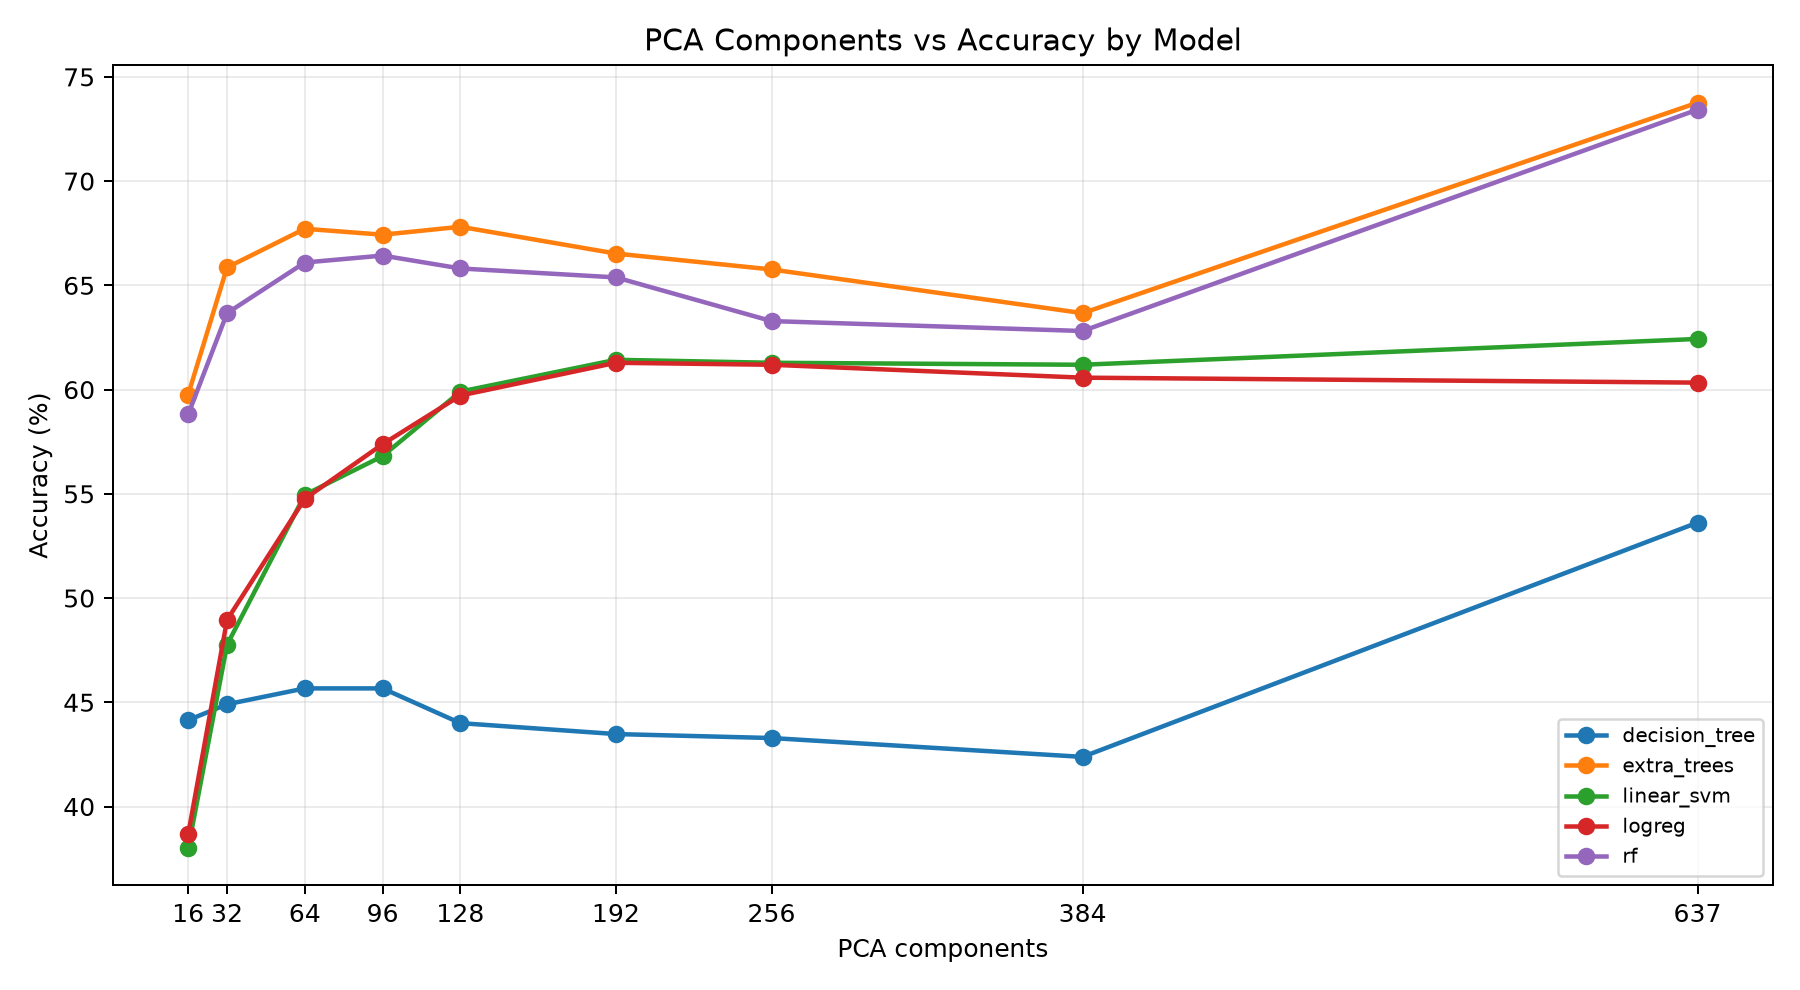 PCA Components vs Accuracy by Model
75
70
65
60
55
50
45
40
Accuracy (%)
16 32 64 96 128 192 256 384 637
PCA components
decision_tree
extra_trees
linear_svm
logreg
rf